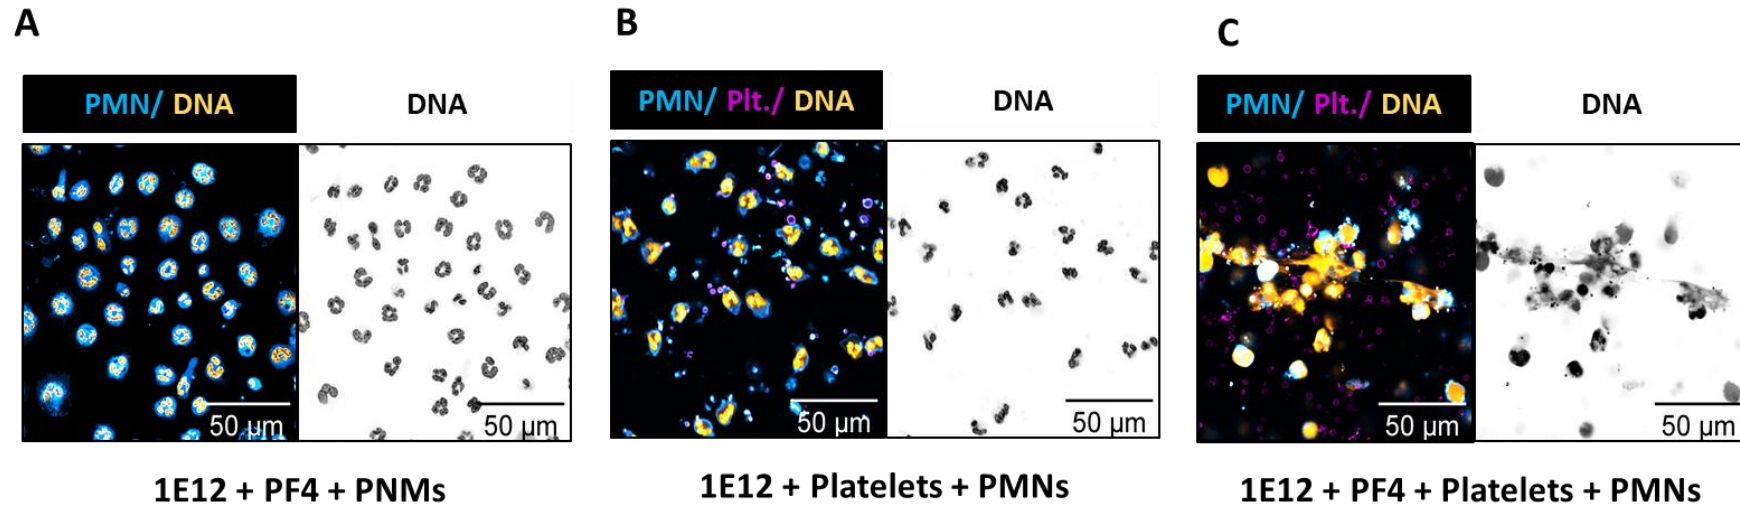 A
B
C
PMN/ DNA
DNA
PMN/ Plt./ DNA
DNA
PMN/ Plt./ DNA
DNA
50 µm
50 µm
50 µm
50 µm
50 µm
50 µm
1E12 + PF4 + PNMs
1E12 + Platelets + PMNs
1E12 + PF4 + Platelets + PMNs